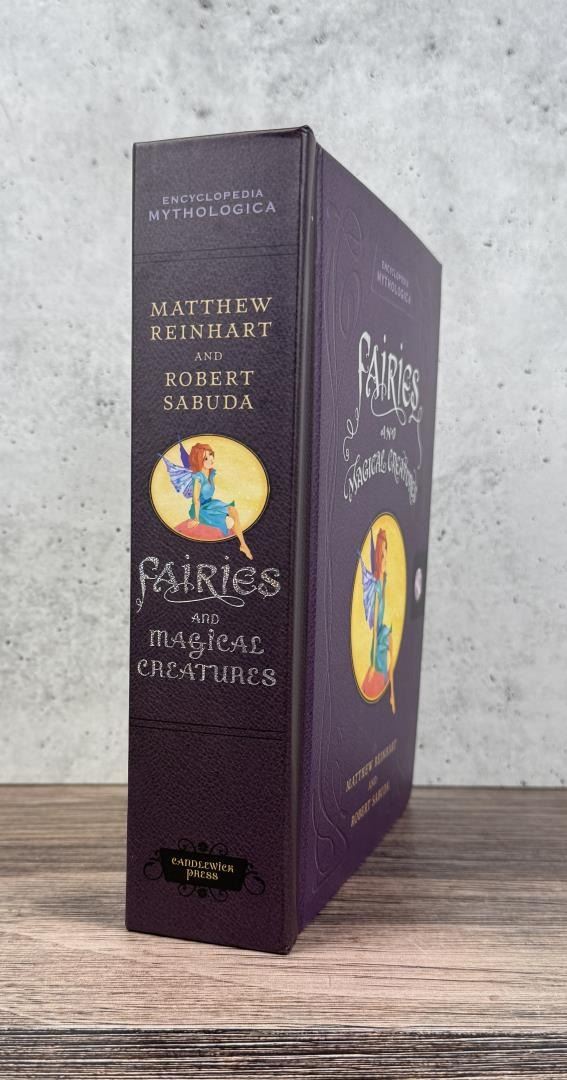 ENCYCLOPEDIA
MYTHOLOGICA
MATTHEW
REINHART
AND
ROBERT
SABUDA
FAIRIES
AND
MAGICAL
CREATURES
CANDLEWICK
PRESS
ENCYCLOPEDIA
MYTHOLOGICA
FAIRIES
AND
MAGICAL CREATURES
MATTHEW REINHART
AND
ROBERT SABUDA